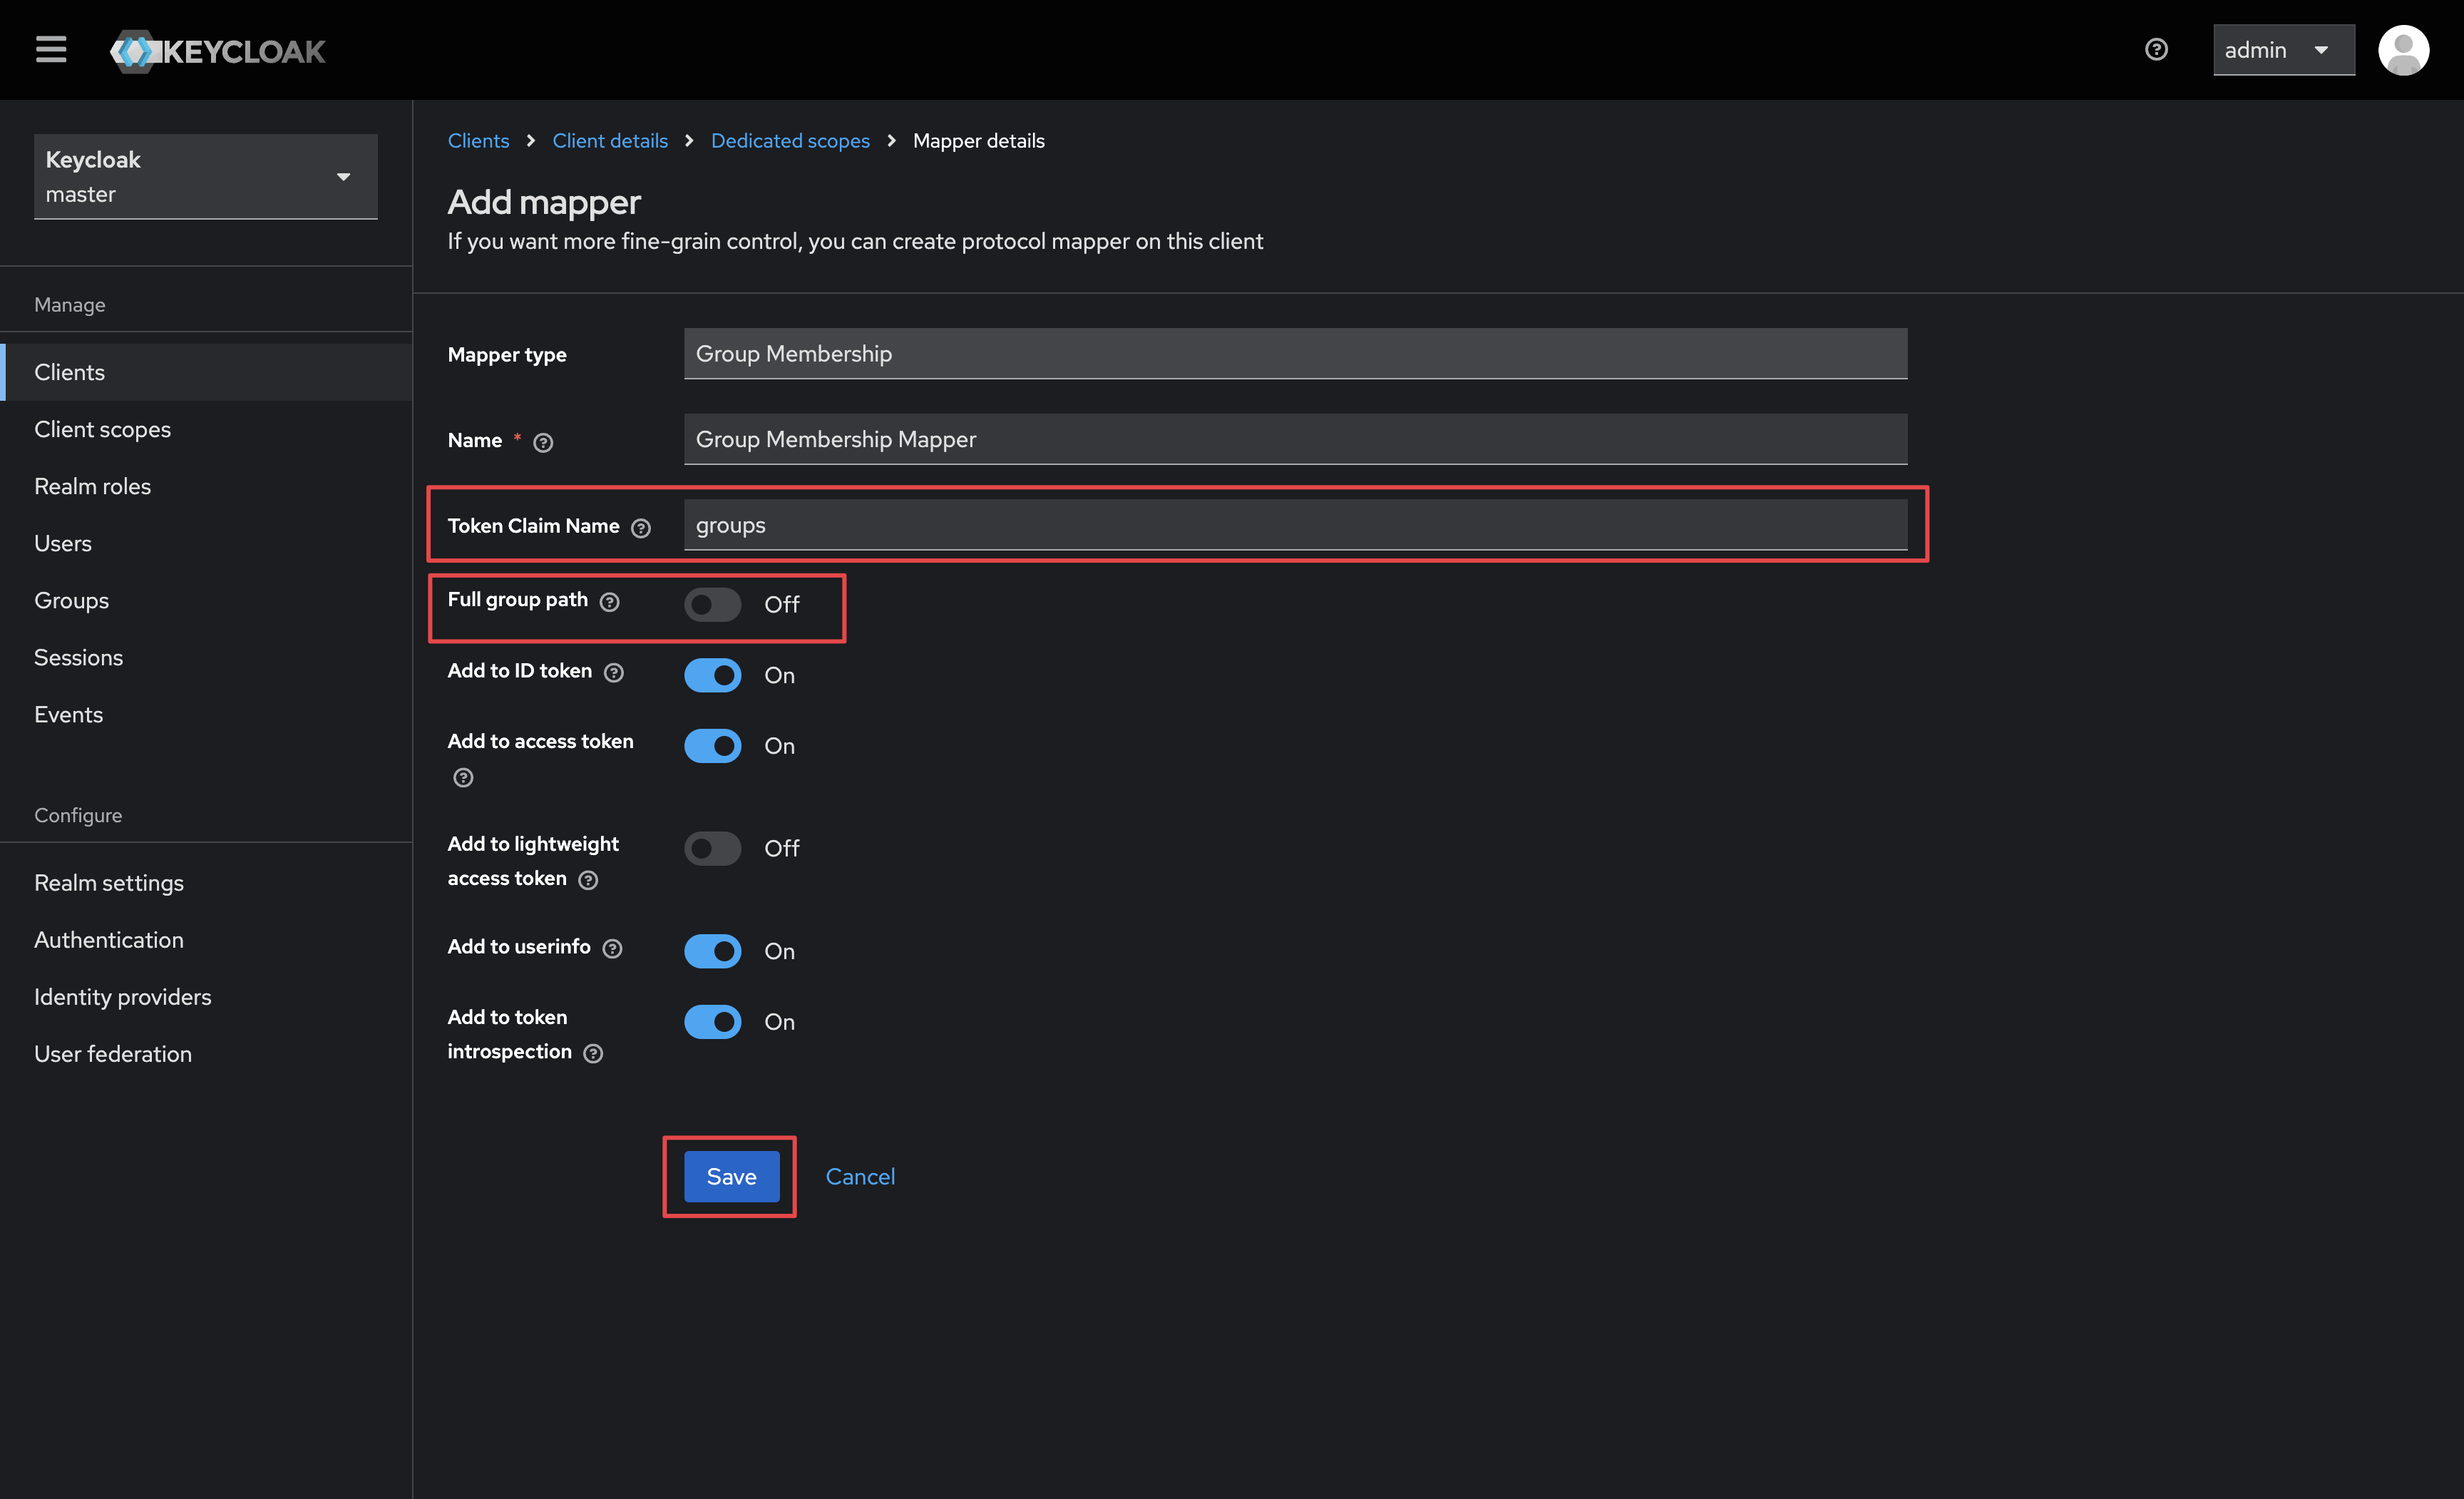 KEYCLOAK
admin
Keycloak
master
Manage
Clients
Client scopes
Realm roles
Users
Groups
Sessions
Events
Configure
Realm settings
Authentication
Identity providers
User federation
Clients > Client details > Dedicated scopes > Mapper details
Add mapper
If you want more fine-grain control, you can create protocol mapper on this client
Mapper type
Group Membership
Name *
Group Membership Mapper
Token Claim Name
groups
Full group path
Off
Add to ID token
On
Add to access token
On
Add to lightweight
access token
Off
Add to userinfo
On
Add to token
introspection
On
Save
Cancel